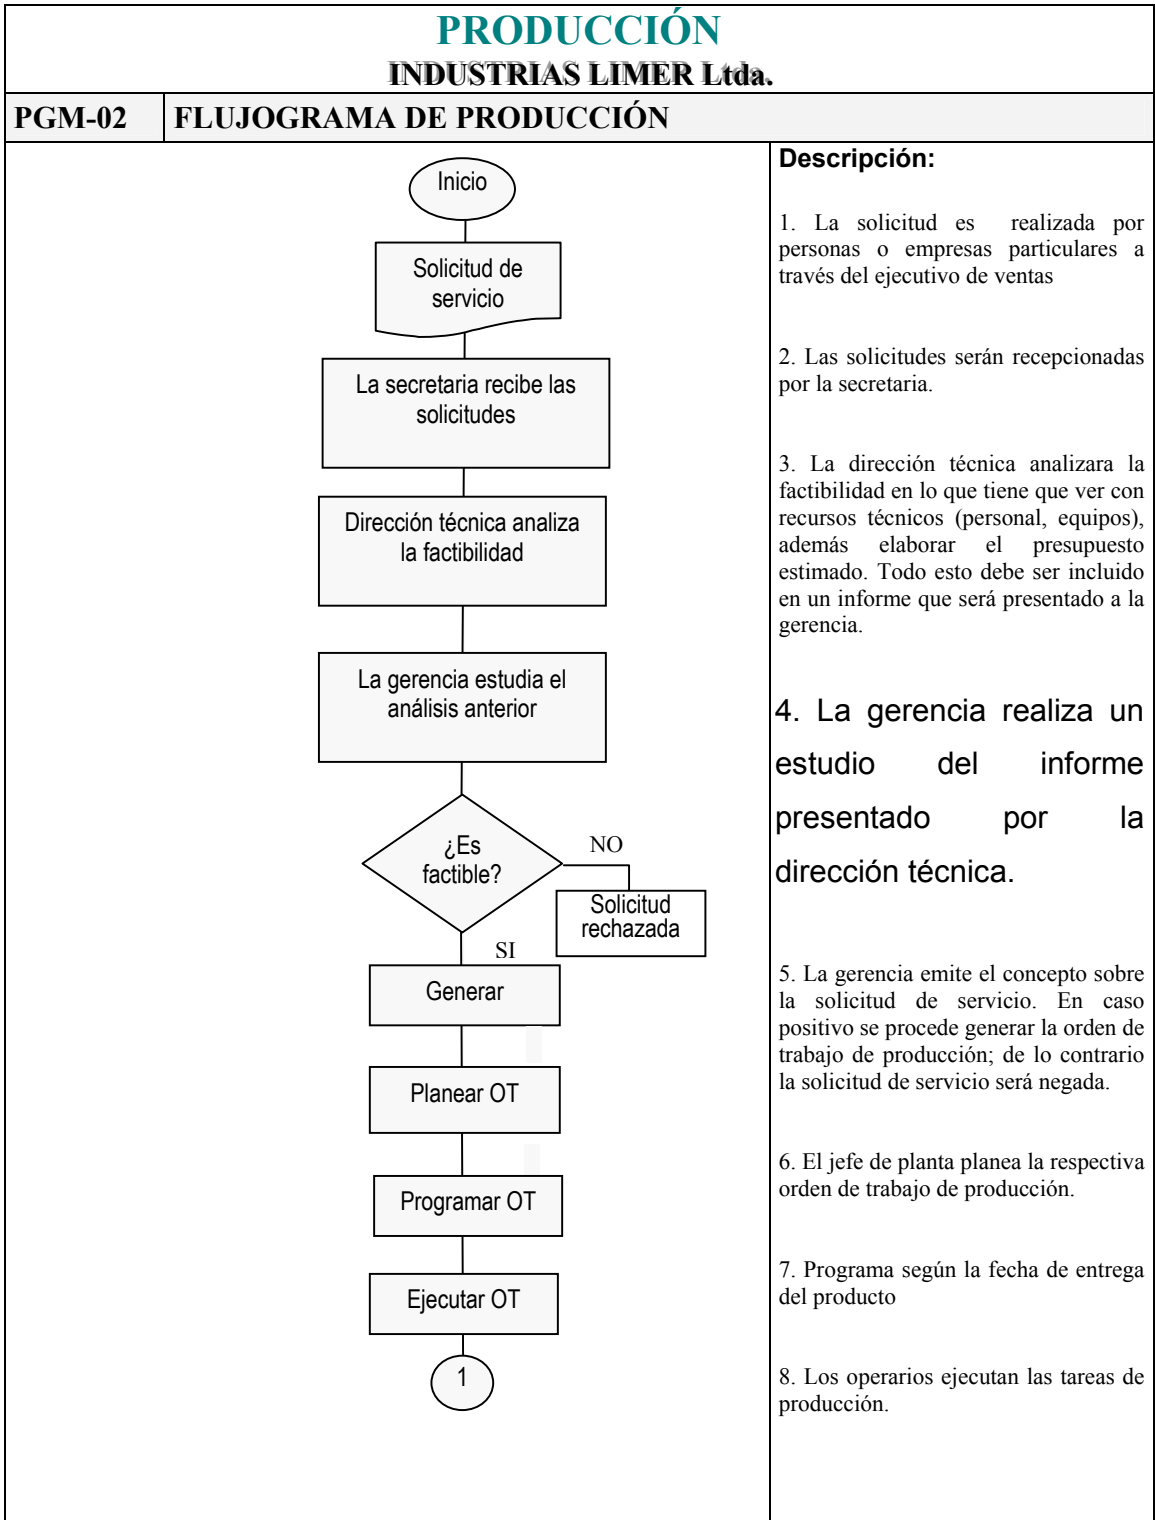 PRODUCCIÓN
INDUSTRIAS LIMER Ltda.
PGM-02 FLUJOGRAMA DE PRODUCCIÓN
Inicio
Solicitud de
servicio
La secretaria recibe las
solicitudes
Dirección técnica analiza
la factibilidad
La gerencia estudia el
análisis anterior
¿Es
factible?
NO
Solicitud
rechazada
SI
Generar
Planear OT
Programar OT
Ejecutar OT
1
Descripción:
1. La solicitud es realizada por
personas o empresas particulares a
través del ejecutivo de ventas
2. Las solicitudes serán recepcionadas
por la secretaria.
3. La dirección técnica analizara la
factibilidad en lo que tiene que ver con
recursos técnicos (personal, equipos),
además elaborar el presupuesto
estimado. Todo esto debe ser incluido
en un informe que será presentado a la
gerencia.
4. La gerencia realiza un
estudio del informe
presentado por la
dirección técnica.
5. La gerencia emite el concepto sobre
la solicitud de servicio. En caso
positivo se procede generar la orden de
trabajo de producción; de lo contrario
la solicitud de servicio será negada.
6. El jefe de planta planea la respectiva
orden de trabajo de producción.
7. Programa según la fecha de entrega
del producto
8. Los operarios ejecutan las tareas de
producción.